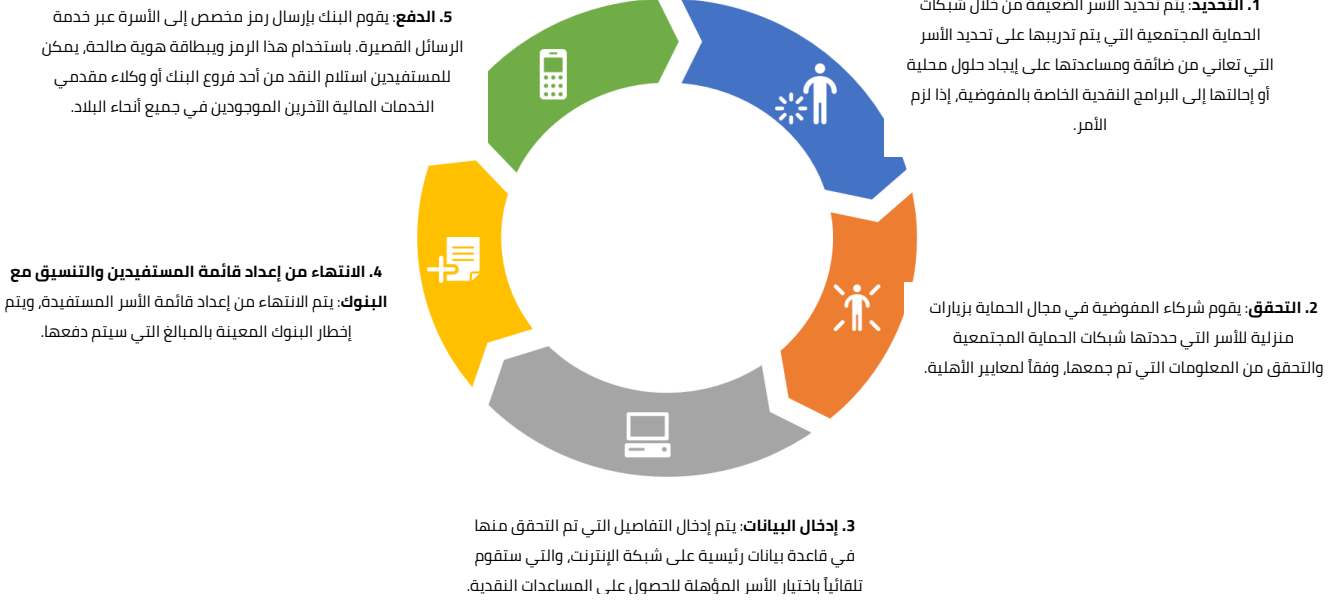 1. التحديد: يتم تحديد الأسر الضعيفة من خلال شبكات
الحماية المجتمعية التي يتم تدريبها على تحديد الأسر
التي تعاني من ضائقة ومساعدتها على إيجاد حلول محلية
أو إحالتها إلى البرامج النقدية الخاصة بالمفوضية، إذا لزم
الأمر.
2. التحقق: يقوم شركاء المفوضية في مجال الحماية بزيارات
منزلية للأسر التي حددتها شبكات الحماية المجتمعية
والتحقق من المعلومات التي تم جمعها، وفقاً لمعايير الأهلية.
3. إدخال البيانات: يتم إدخال التفاصيل التي تم التحقق منها
في قاعدة بيانات رئيسية على شبكة الإنترنت، والتي ستقوم
تلقائياً باختيار الأسر المؤهلة للحصول على المساعدات النقدية.
4. الانتهاء من إعداد قائمة المستفيدين والتنسيق مع
البنوك: يتم الانتهاء من إعداد قائمة الأسر المستفيدة، ويتم
إخطار البنوك المعينة بالمبالغ التي سيتم دفعها.
5. الدفع: يقوم البنك بإرسال رمز مخصص إلى الأسرة عبر خدمة
الرسائل القصيرة. باستخدام هذا الرمز وببطاقة هوية صالحة، يمكن
للمستفيدين استلام النقد من أحد فروع البنك أو وكلاء مقدمي
الخدمات المالية الآخرين الموجودين في جميع أنحاء البلاد.